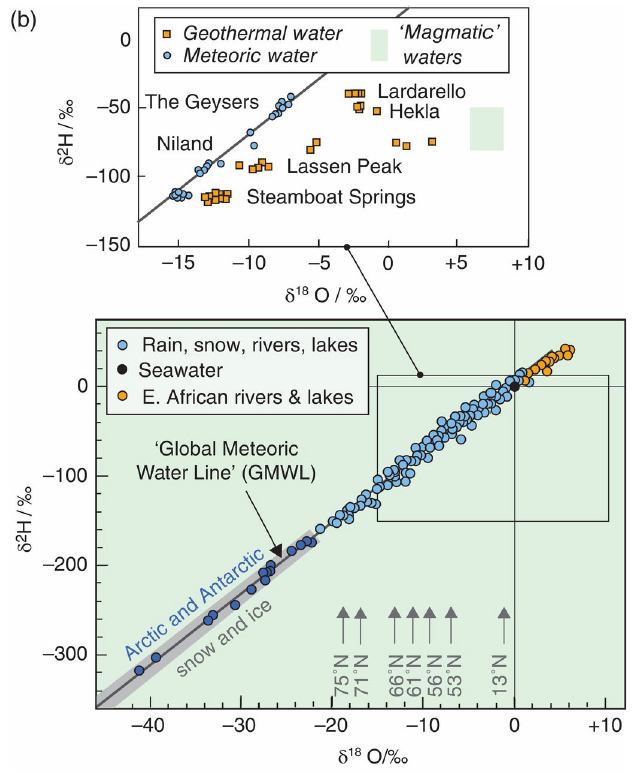 (b)
Geothermal water
Meteoric water
'Magmatic'
waters
The Geysers
Niland
Lardarello
Hekla
Lassen Peak
Steamboat Springs
0
−50
−100
−150
δ²H / ‰
−15
−10
−5
0
+5
+10
δ¹⁸ O / ‰
Rain, snow, rivers, lakes
Seawater
E. African rivers & lakes
'Global Meteoric
Water Line' (GMWL)
Arctic and Antarctic
snow and ice
0
−100
−200
−300
δ²H / ‰
75°N
71°N
66°N
61°N
56°N
53°N
13°N
−40
−30
−20
−10
0
+10
δ¹⁸ O/‰